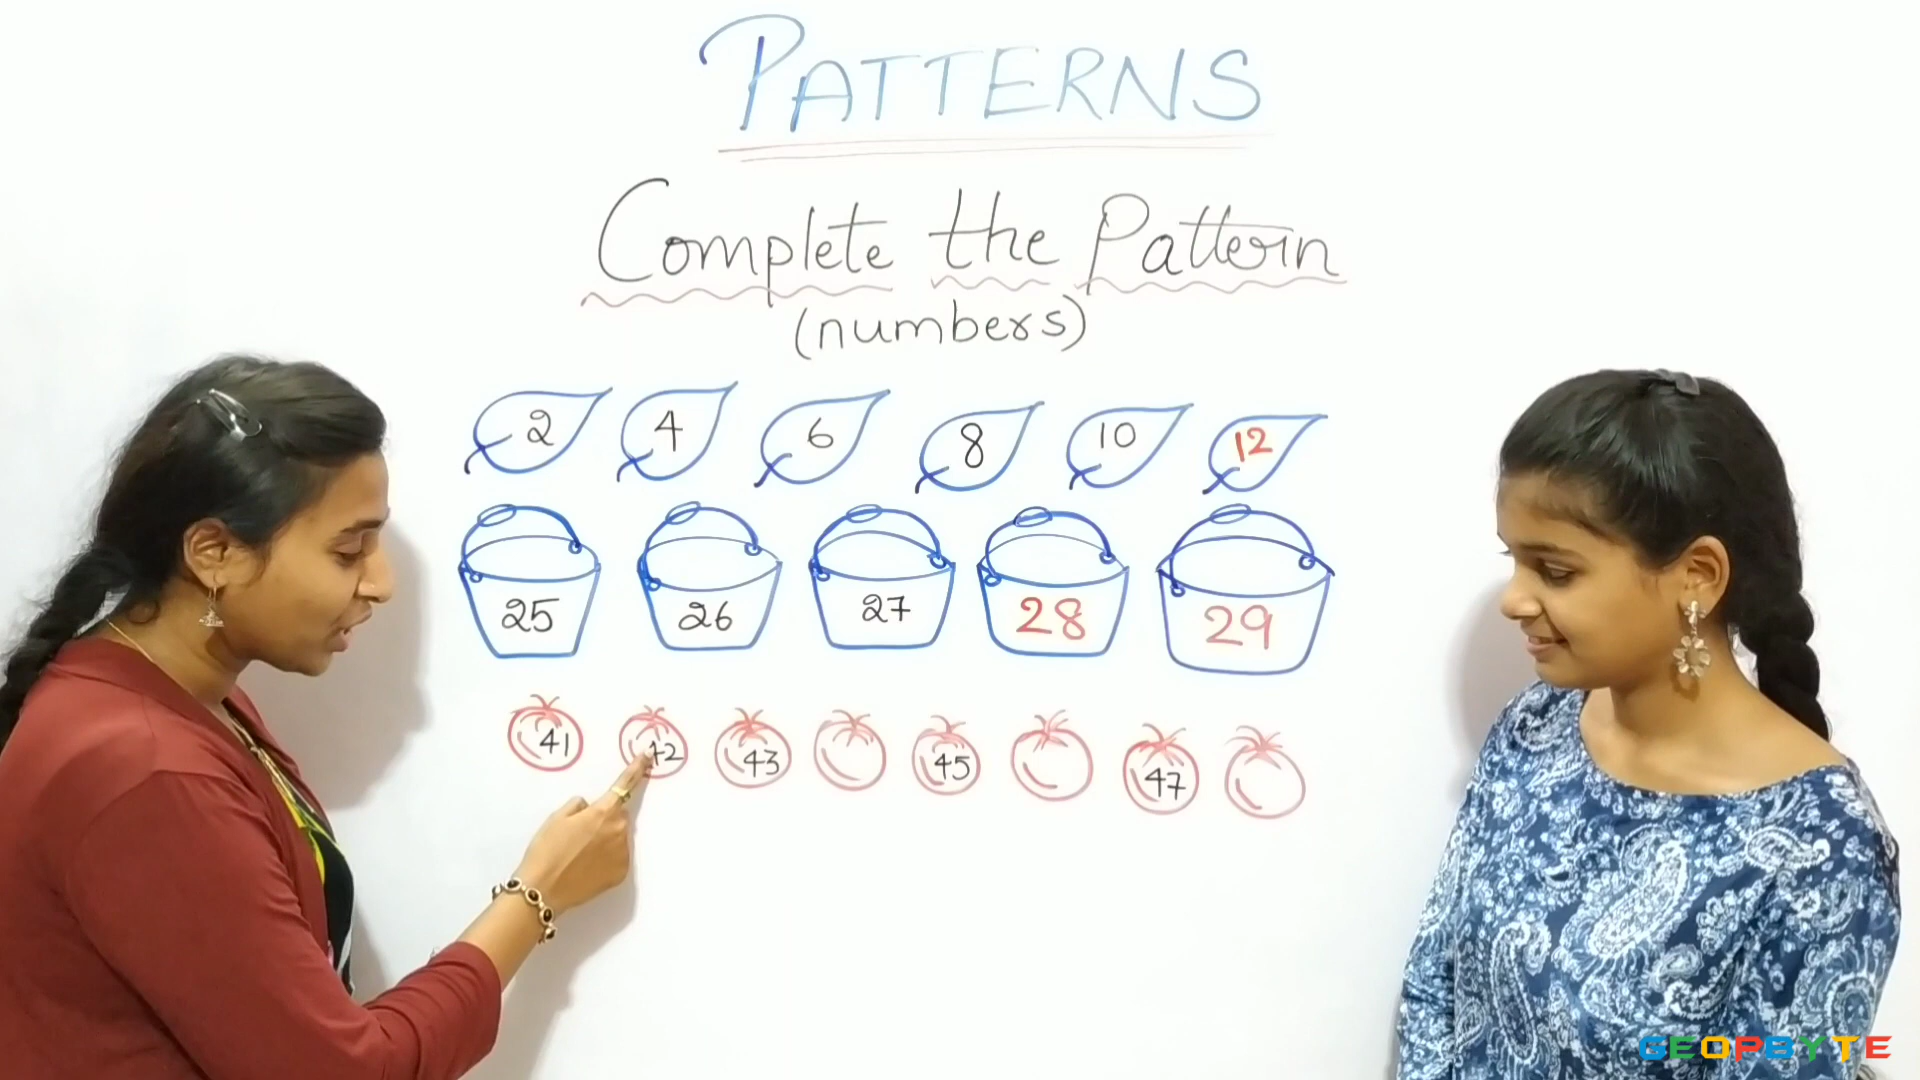 PATTERNS
Complete the Pattern
(numbers)
2 4 6 8 10 12
25 26 27 28 29
41 42 43 45 47
GEOPBYTE